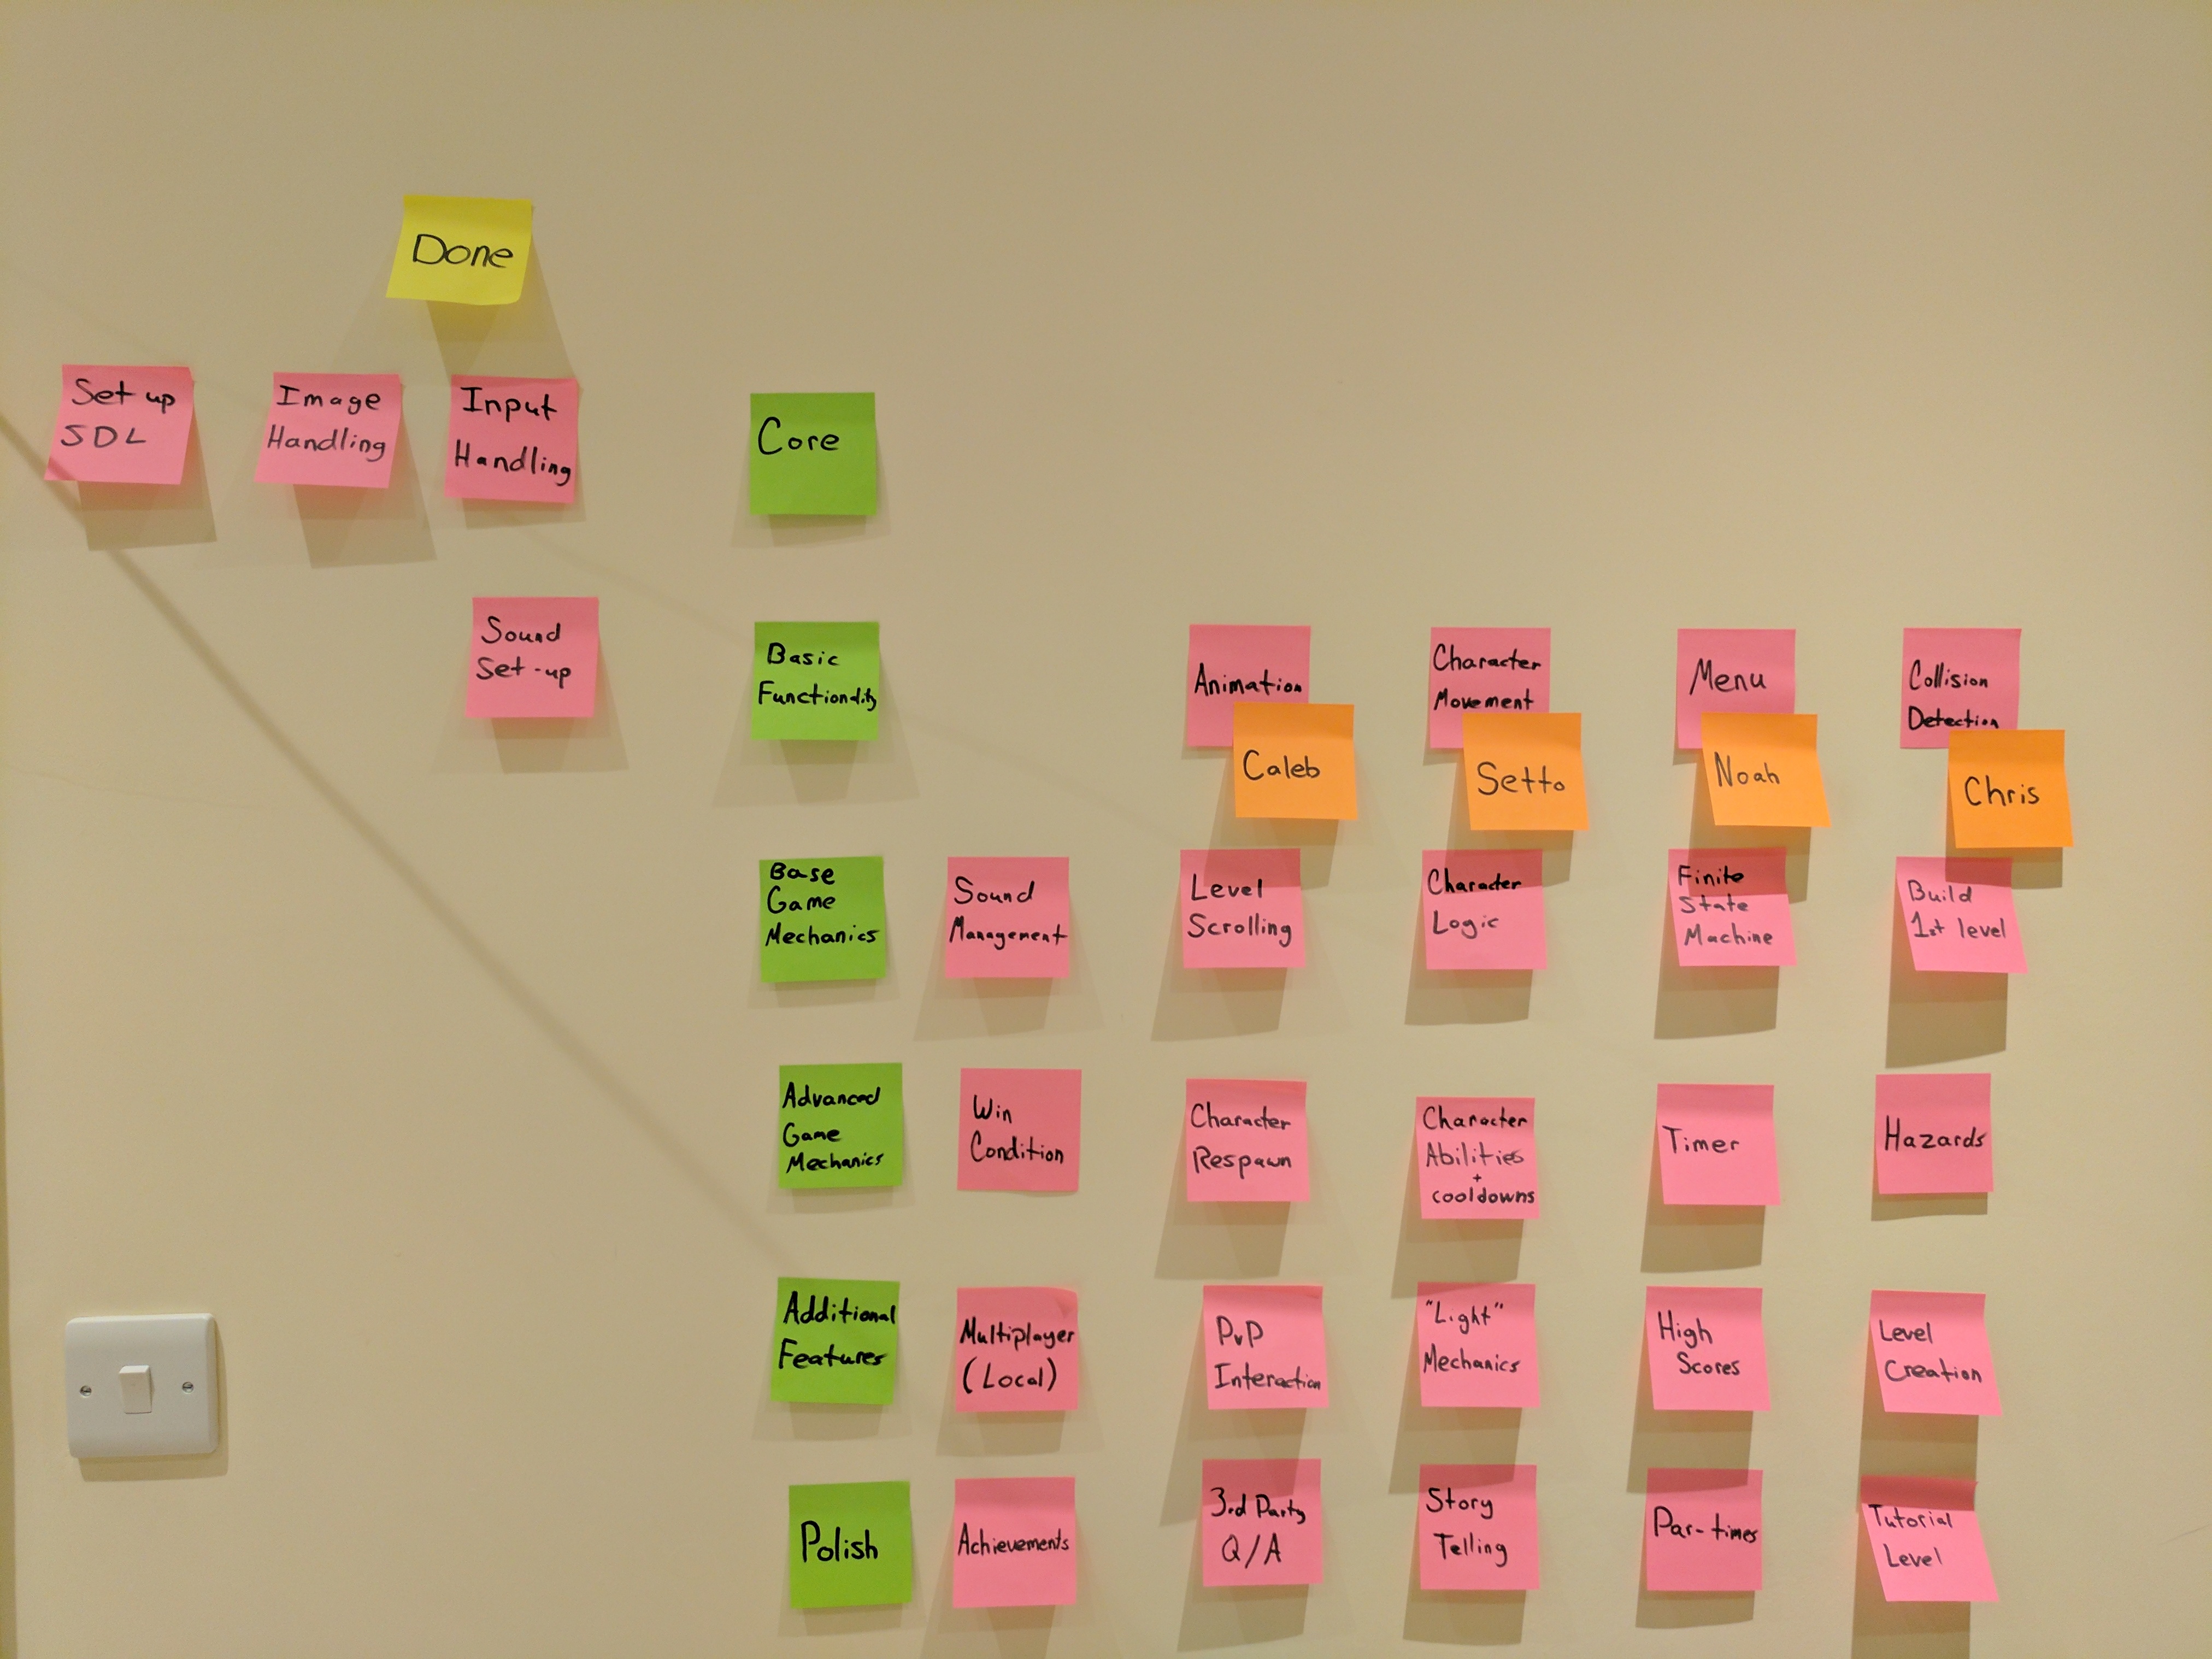 Done
Set up
SDL
Image
Handling
Input
Handling
Core
Sound
Set-up
Basic
Functionality
Animation
Caleb
Character
Movement
Setto
Menu
Noah
Collision
Detection
Chris
Base
Game
Mechanics
Sound
Management
Level
Scrolling
Character
Logic
Finite
State
Machine
Build
1st level
Advanced
Game
Mechanics
Win
Condition
Character
Respawn
Character
Abilities
+
cooldowns
Timer
Hazards
Additional
Features
Multiplayer
(Local)
PvP
Interaction
"Light"
Mechanics
High
Scores
Level
Creation
Polish
Achievements
3rd Party
Q/A
Story
Telling
Par-times
Tutorial
Level